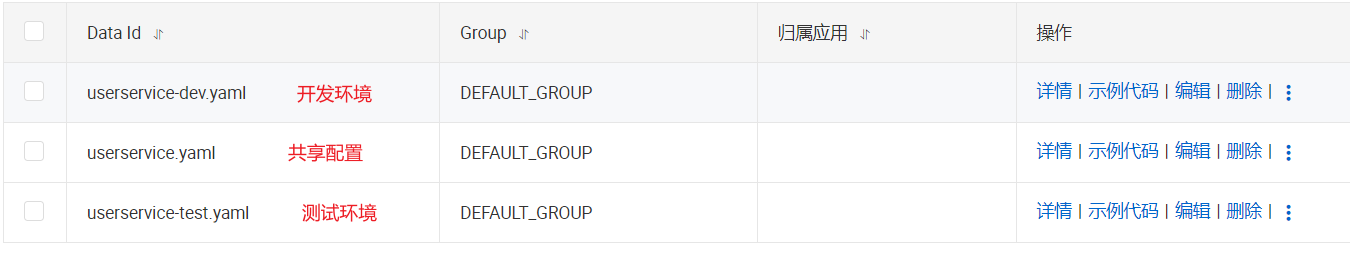 Data Id Group 归属应用 操作
userservice-dev.yaml 开发环境 DEFAULT_GROUP 详情 | 示例代码 | 编辑 | 删除 |
userservice.yaml 共享配置 DEFAULT_GROUP 详情 | 示例代码 | 编辑 | 删除 |
userservice-test.yaml 测试环境 DEFAULT_GROUP 详情 | 示例代码 | 编辑 | 删除 |